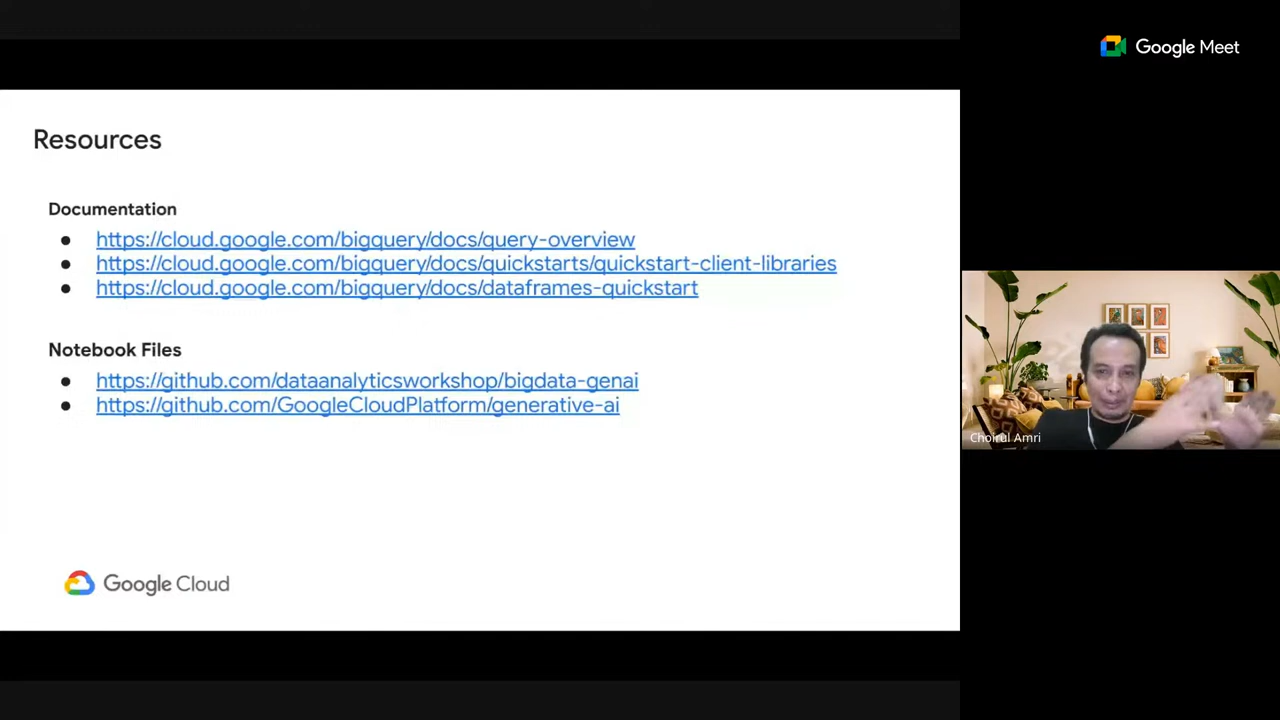 Google Meet
Resources
Documentation
https://cloud.google.com/bigquery/docs/query-overview
https://cloud.google.com/bigquery/docs/quickstarts/quickstart-client-libraries
https://cloud.google.com/bigquery/docs/dataframes-quickstart
Notebook Files
https://github.com/dataanalyticsworkshop/bigdata-genai
https://github.com/GoogleCloudPlatform/generative-ai
Choirul Amri
Google Cloud